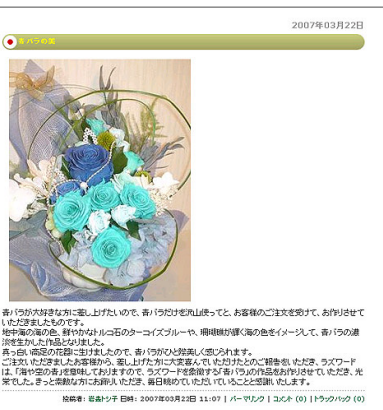 2007年03月22日
青バラの園
青バラが大好きな方に差し上げたいので、青バラだけを沢山使ってと、お客様のご注文を受けて、お作りさせて
いただきましたものです。
地中海の海の色、鮮やかなトルコ石のターコイズブルーや、珊瑚礁が輝く海の色をイメージして、青バラの濃
淡を生かした作品となりました。
真っ白い高足の花器に生けましたので、青バラがひと際美しく感じられます。
ご注文いただきましたお客様から、差し上げた方に大変喜んでいただけたとのご報告をいただき、ラズワード
は、「海や空の青」を意味しておりますので、ラズワードを象徴する「青バラ」の作品をお作りさせていただき、光
栄でした。きっと素敵な方にお飾りいただき、毎日眺めていただいていることと感謝いたします。
投稿者: 岩森トシ子 日時: 2007年03月22日 11:07 | パーマリンク | コメント (0) | トラックバック (0)